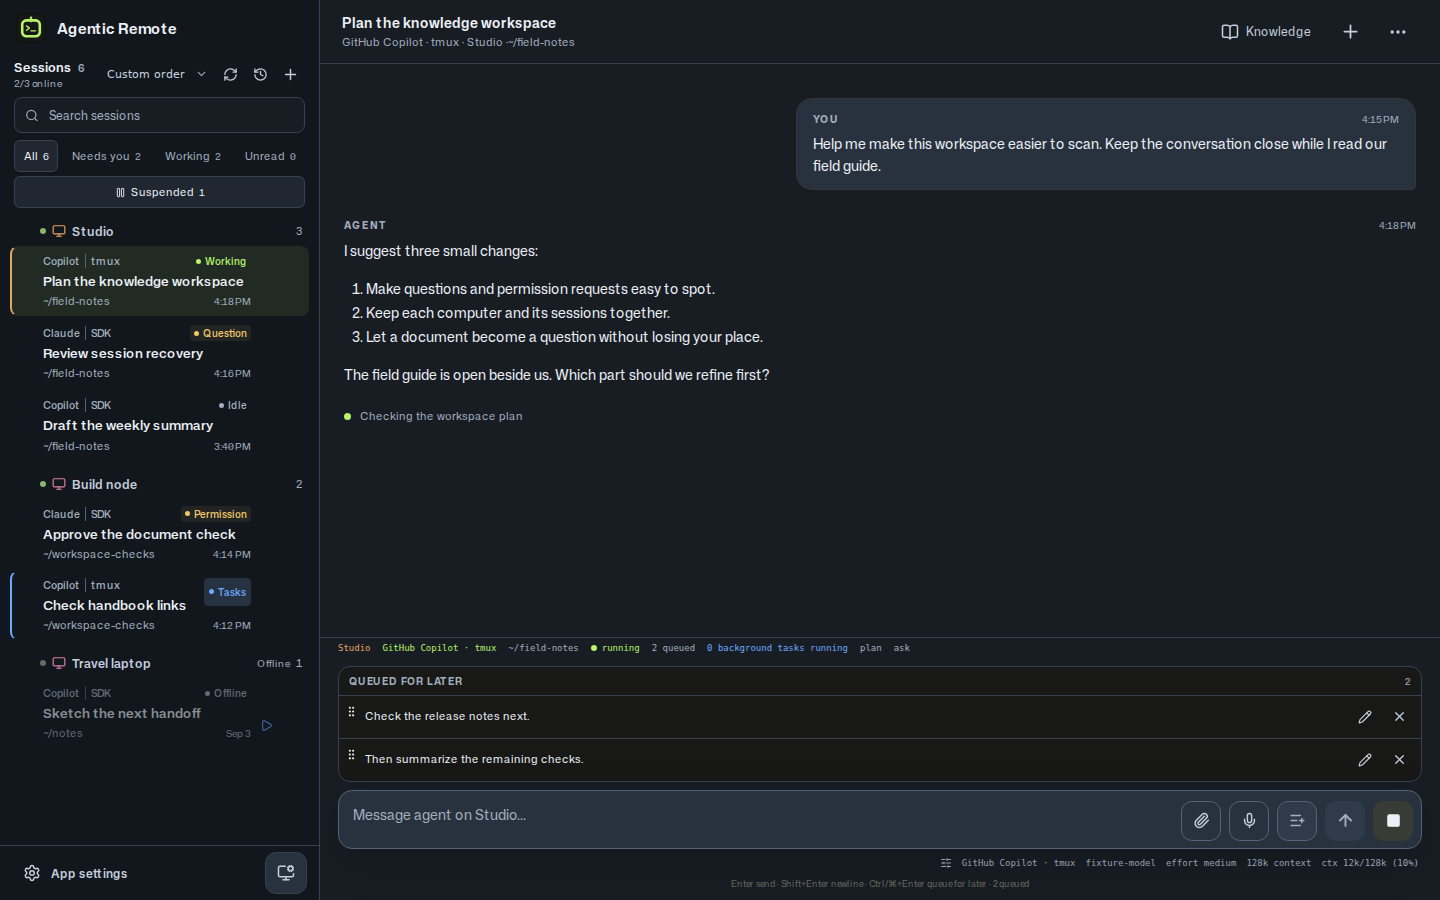 Agentic Remote
Sessions 6
2/3 online
Custom order
Search sessions
All 6
Needs you 2
Working 2
Unread 0
Suspended 1
Studio 3
Copilot | tmux
Working
Plan the knowledge workspace
~/field-notes
4:18 PM
Claude | SDK
Question
Review session recovery
~/field-notes
4:16 PM
Copilot | SDK
Idle
Draft the weekly summary
~/field-notes
3:40 PM
Build node 2
Claude | SDK
Permission
Approve the document check
~/workspace-checks
4:14 PM
Copilot | tmux
Tasks
Check handbook links
~/workspace-checks
4:12 PM
Travel laptop
Offline 1
Copilot | SDK
Offline
Sketch the next handoff
~/notes
Sep 3
App settings
Plan the knowledge workspace
GitHub Copilot · tmux · Studio · ~/field-notes
Knowledge
YOU
4:15 PM
Help me make this workspace easier to scan. Keep the conversation close while I read our
field guide.
AGENT
4:18 PM
I suggest three small changes:
1. Make questions and permission requests easy to spot.
2. Keep each computer and its sessions together.
3. Let a document become a question without losing your place.
The field guide is open beside us. Which part should we refine first?
Checking the workspace plan
Studio GitHub Copilot · tmux ~/field-notes running 2 queued 0 background tasks running plan ask
QUEUED FOR LATER 2
Check the release notes next.
Then summarize the remaining checks.
Message agent on Studio...
GitHub Copilot · tmux fixture-model effort medium 128k context ctx 12k/128k (10%)
Enter send · Shift+Enter newline · Ctrl/⌘+Enter queue for later · 2 queued